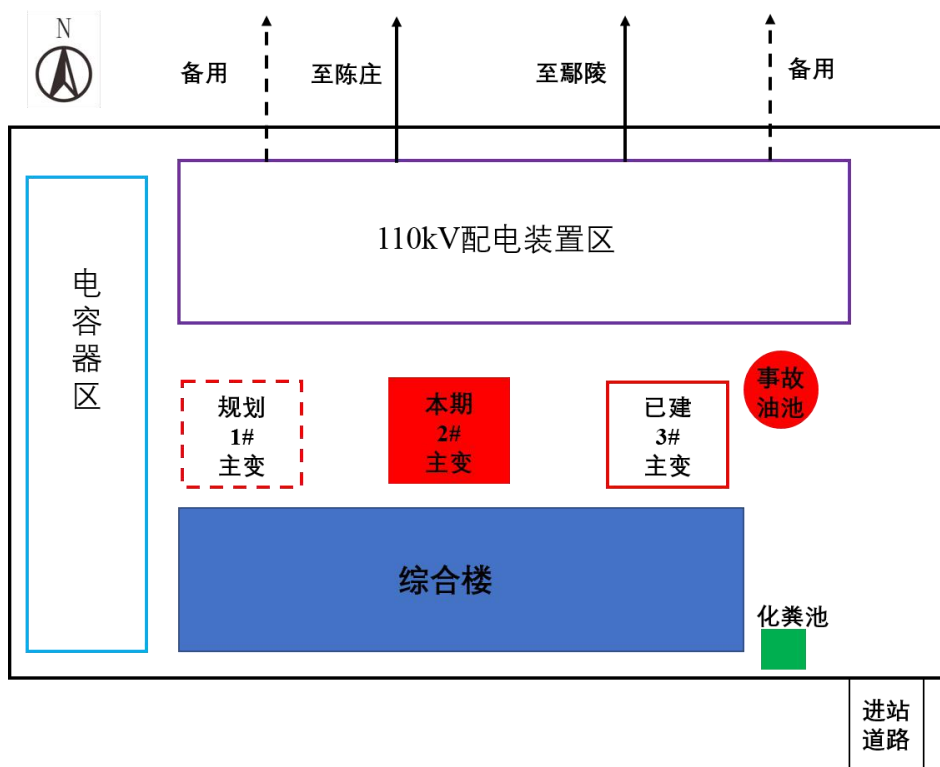 N
备用
至陈庄
至鄢陵
备用
110kV配电装置区
电
容
器
区
规划
1#
主变
本期
2#
主变
已建
3#
主变
事故
油池
综合楼
化粪池
进站
道路